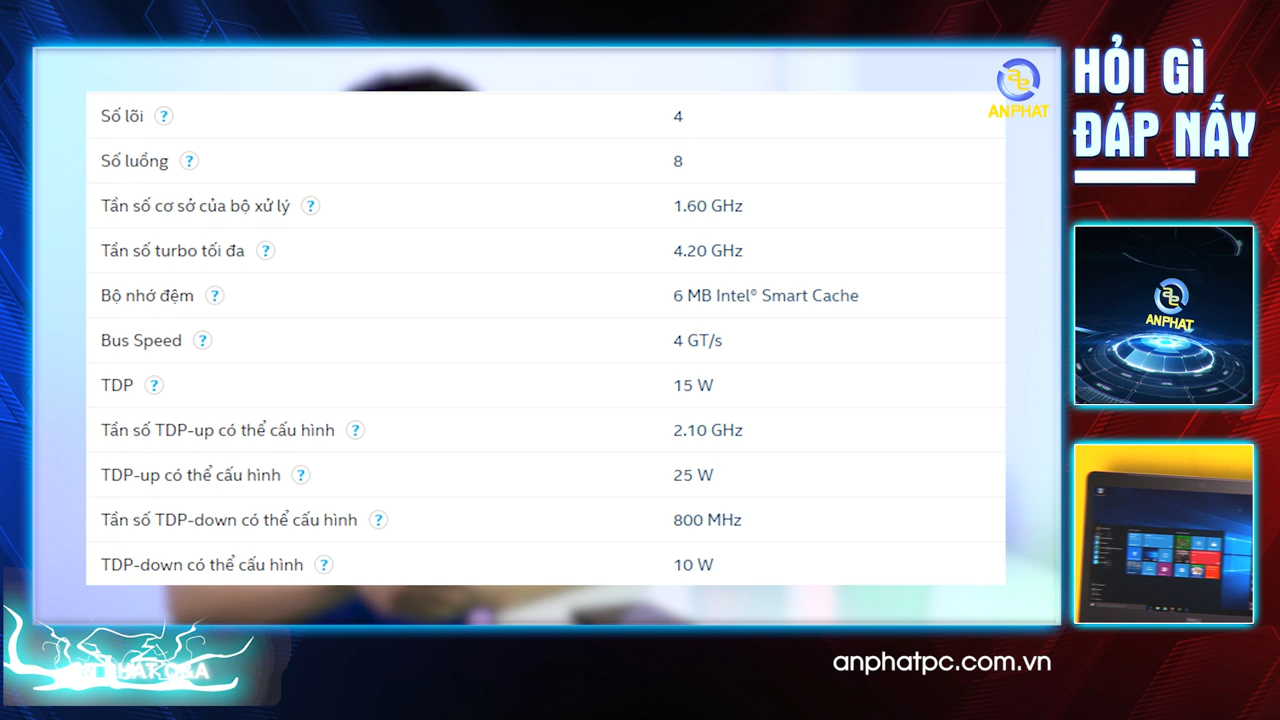 HỎI GÌ
ĐÁP NẤY
ae
ANPHAT
Số lõi ? 4
Số luồng ? 8
Tần số cơ sở của bộ xử lý ? 1.60 GHz
Tần số turbo tối đa ? 4.20 GHz
Bộ nhớ đệm ? 6 MB Intel® Smart Cache
Bus Speed ? 4 GT/s
TDP ? 15 W
Tần số TDP-up có thể cấu hình ? 2.10 GHz
TDP-up có thể cấu hình ? 25 W
Tần số TDP-down có thể cấu hình ? 800 MHz
TDP-down có thể cấu hình ? 10 W
ae
ANPHAT
anphatpc.com.vn